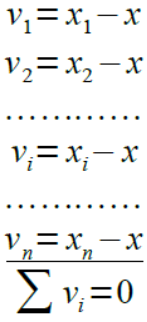 v₁=x₁−x
v₂=x₂−x
............
vᵢ=xᵢ−x
............
vₙ=xₙ−x
∑ vᵢ=0